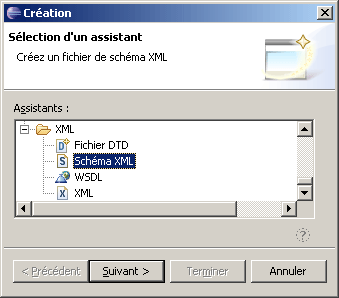 Création
Sélection d'un assistant
Créez un fichier de schéma XML
Assistants :
XML
Fichier DTD
Schéma XML
WSDL
XML
< Précédent
Suivant >
Terminer
Annuler